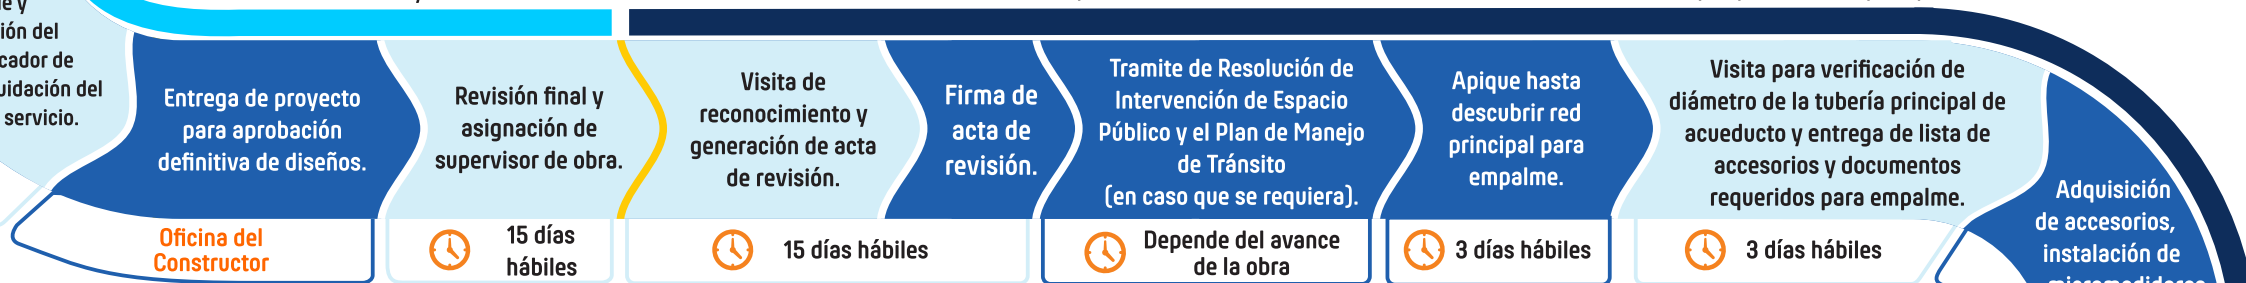 ión del
cador de
uidación del
servicio.
Entrega de proyecto
para aprobación
definitiva de diseños.
Oficina del
Constructor
Revisión final y
asignación de
supervisor de obra.
15 días
hábiles
Visita de
reconocimiento y
generación de acta
de revisión.
Firma de
acta de
revisión.
15 días hábiles
Tramite de Resolución de
Intervención de Espacio
Público y el Plan de Manejo
de Tránsito
(en caso que se requiera).
Depende del avance
de la obra
Apique hasta
descubrir red
principal para
empalme.
3 días hábiles
Visita para verificación de
diámetro de la tubería principal de
acueducto y entrega de lista de
accesorios y documentos
requeridos para empalme.
3 días hábiles
Adquisición
de accesorios,
instalación de
micromedidores